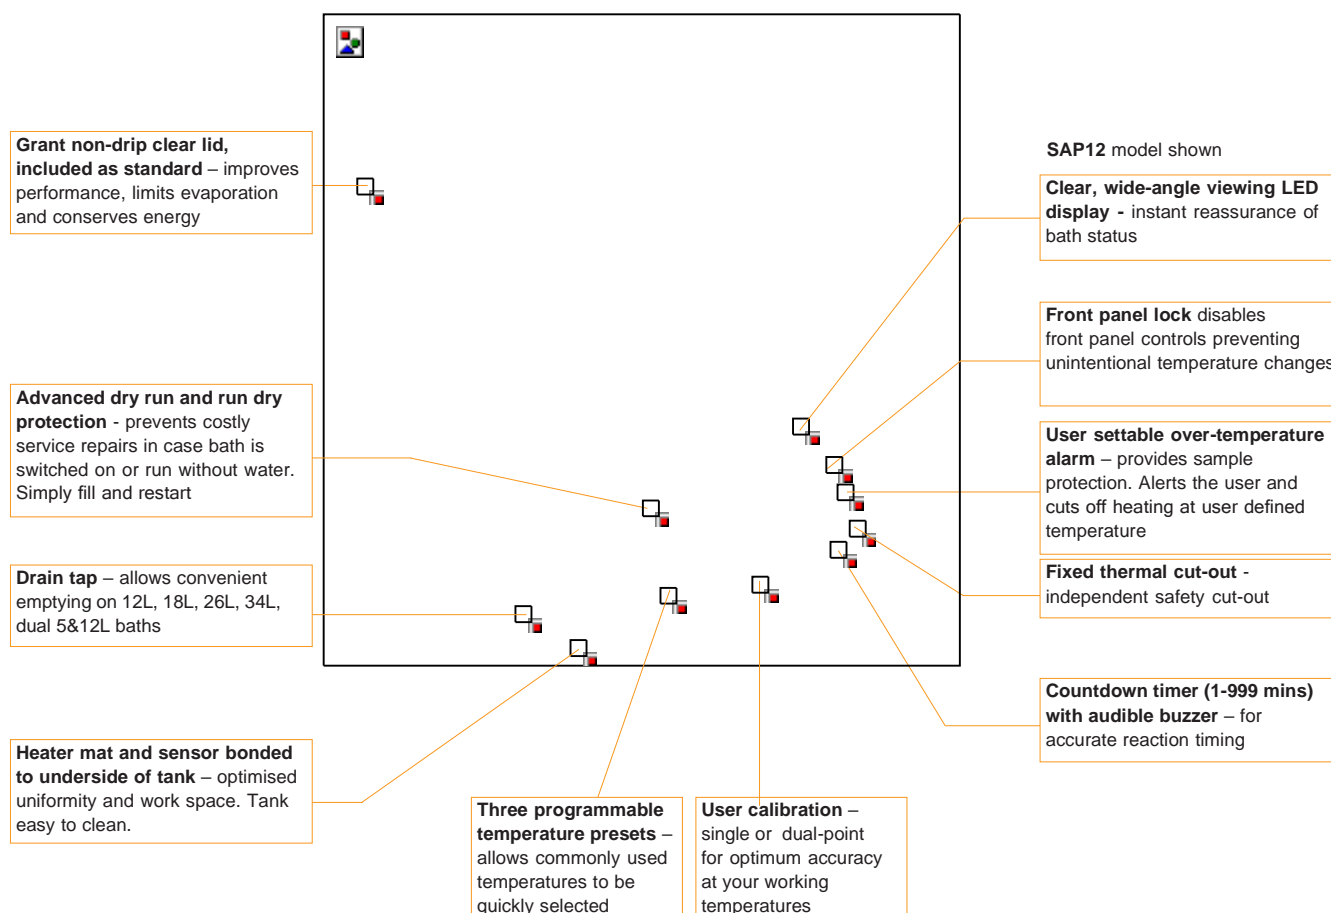 Grant non-drip clear lid,
included as standard – improves
performance, limits evaporation
and conserves energy
SAP12 model shown
Clear, wide-angle viewing LED
display - instant reassurance of
bath status
Front panel lock disables
front panel controls preventing
unintentional temperature changes
Advanced dry run and run dry
protection - prevents costly
service repairs in case bath is
switched on or run without water.
Simply fill and restart
User settable over-temperature
alarm – provides sample
protection. Alerts the user and
cuts off heating at user defined
temperature
Drain tap – allows convenient
emptying on 12L, 18L, 26L, 34L,
dual 5&12L baths
Fixed thermal cut-out -
independent safety cut-out
Countdown timer (1-999 mins)
with audible buzzer – for
accurate reaction timing
Heater mat and sensor bonded
to underside of tank – optimised
uniformity and work space. Tank
easy to clean.
Three programmable
temperature presets –
allows commonly used
temperatures to be
quickly selected
User calibration –
single or dual-point
for optimum accuracy
at your working
temperatures